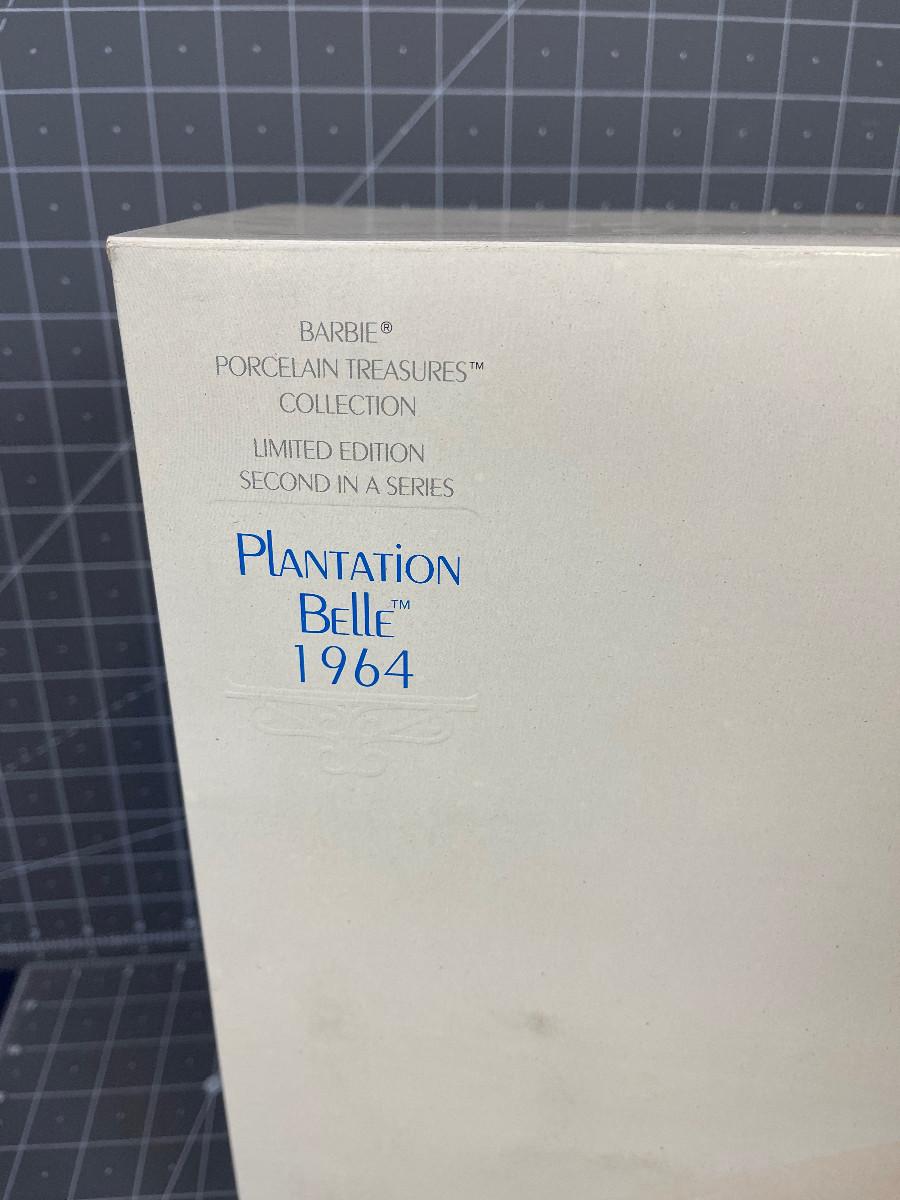 BARBIE®
PORCELAIN TREASURES™
COLLECTION
LIMITED EDITION
SECOND IN A SERIES
PLANTATION
BELLE™
1964